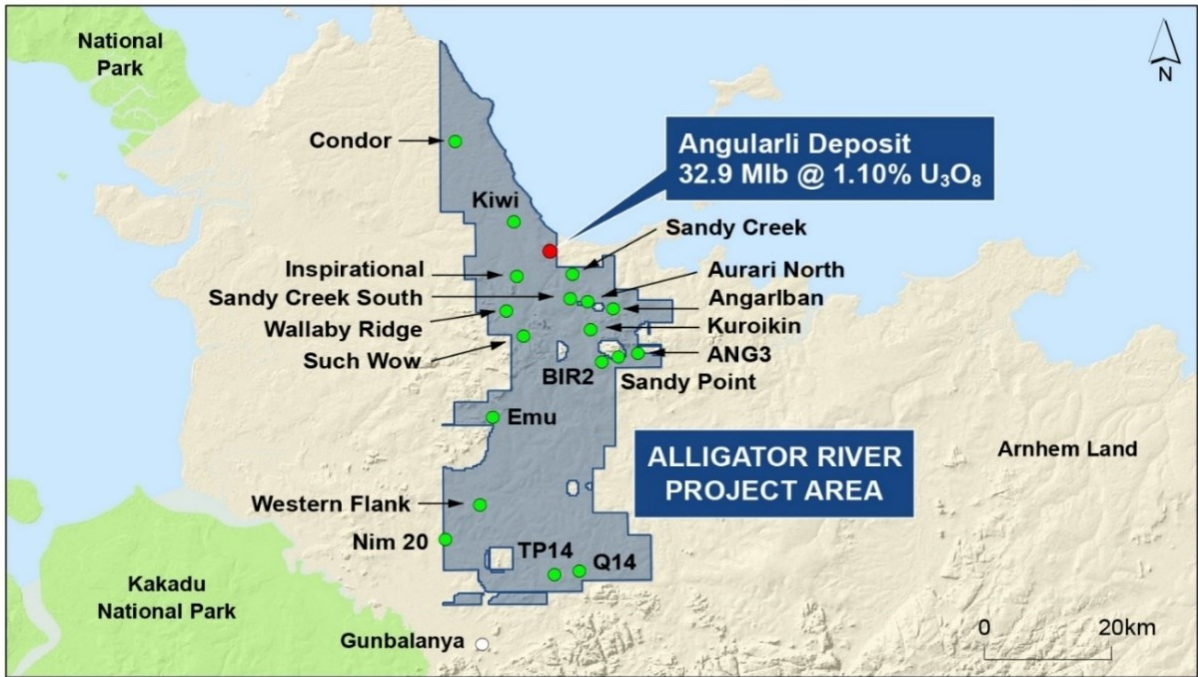 National
Park
N
Condor
Angularli Deposit
32.9 Mlb @ 1.10% U₃O₈
Kiwi
Sandy Creek
Inspirational
Aurari North
Sandy Creek South
Angarlban
Wallaby Ridge
Kuroikin
Such Wow
ANG3
BIR2
Sandy Point
Emu
ALLIGATOR RIVER
PROJECT AREA
Arnhem Land
Western Flank
Nim 20
TP14
Q14
Kakadu
National Park
Gunbalanya
0 20km